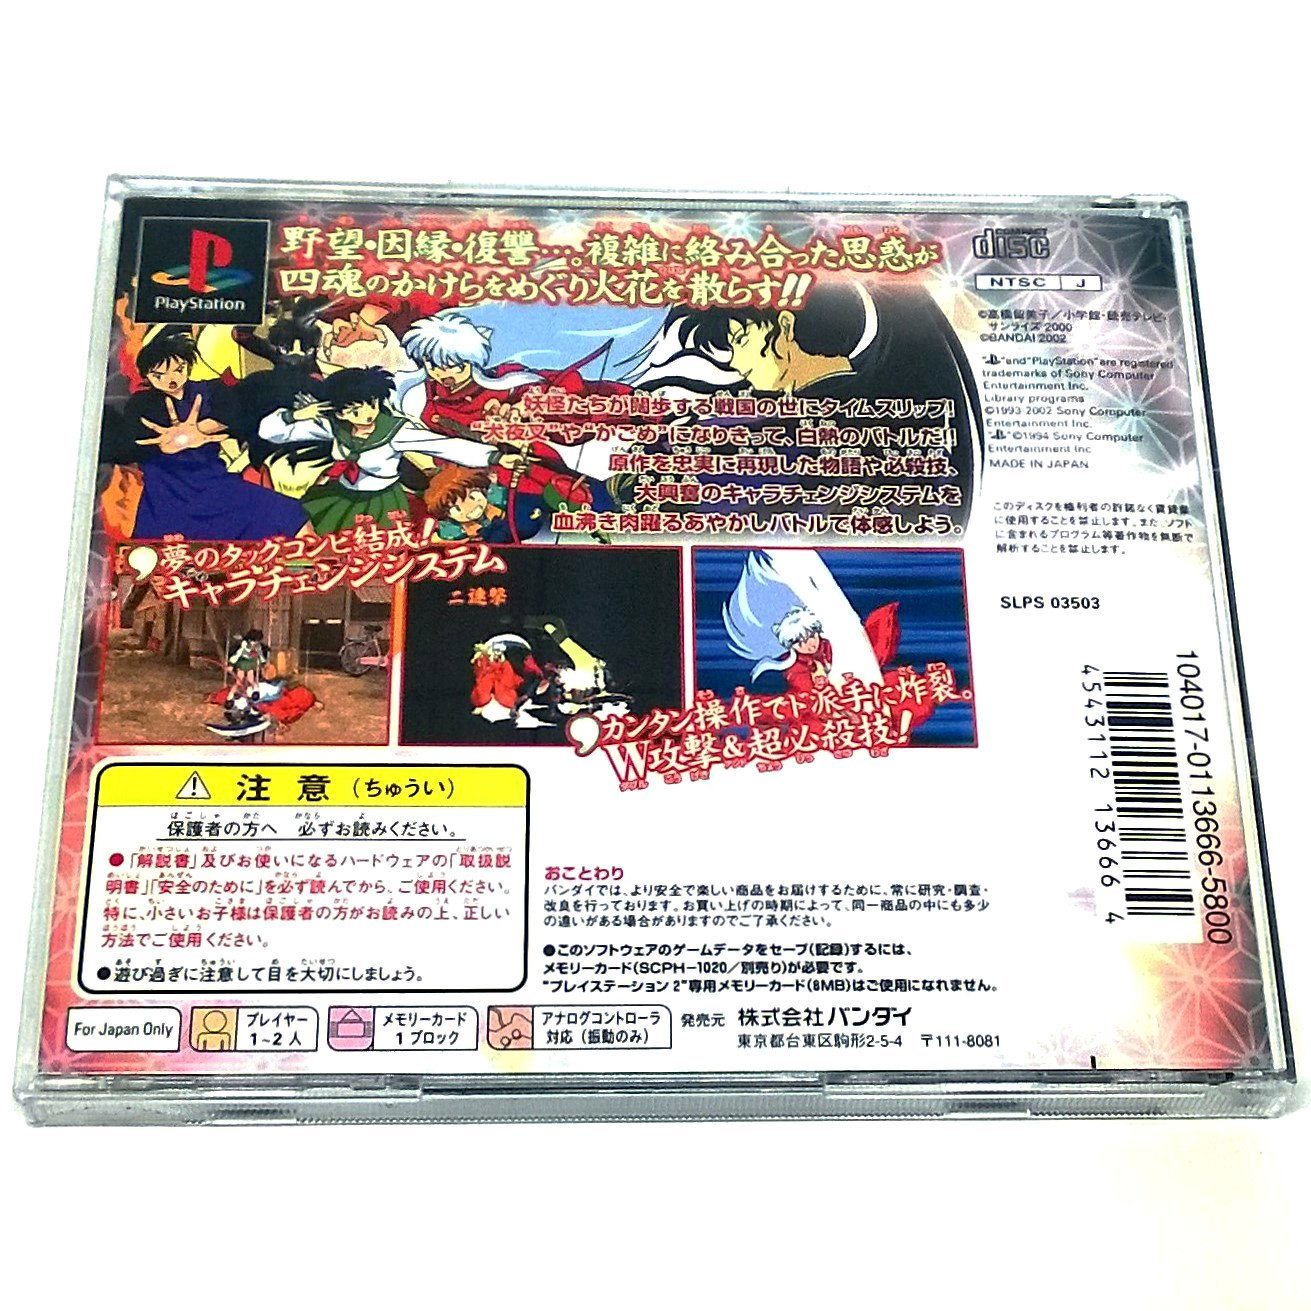 PlayStation
野望・因縁・復讐…。複雑に絡み合った思惑が
四魂のかけらをめぐり火花を散らす!!
COMPACT
disc
NTSC J
©高橋留美子／小学館・読売テレビ・
サンライズ 2000
©BANDAI 2002
"and "PlayStation" are registered
trademarks of Sony Computer
Entertainment Inc.
Library programs
©1993 2002 Sony Computer
Entertainment Inc.
" "©1994 Sony Computer
Entertainment Inc
MADE IN JAPAN
このディスクを権利者の許諾なく賃貸業
に使用することを禁止します。また、ソフト
に含まれるプログラム等著作物を無断で
解析することを禁止します。
SLPS 03503
妖怪たちが闊歩する戦国の世にタイムスリップ!
"犬夜叉"や"かごめ"になりきって、白熱のバトルだ!!
原作を忠実に再現した物語や必殺技、
大興奮のキャラチェンジシステムを
血沸き肉躍るあやかしバトルで体感しよう。
夢のタッグコンビ結成!
キャラチェンジシステム
二連撃
カンタン操作でド派手に炸裂。
W攻撃&超必殺技!
104017-0113666-5800
4543112 13666 4
注意（ちゅうい）
保護者の方へ 必ずお読みください。
●「解説書」及びお使いになるハードウェアの「取扱説
明書」「安全のために」を必ず読んでから、ご使用ください。
特に、小さいお子様は保護者の方がお読みの上、正しい
方法でご使用ください。
●遊び過ぎに注意して目を大切にしましょう。
おことわり
バンダイでは、より安全で楽しい商品をお届けするために、常に研究・調査・
改良を行っております。お買い上げの時期によって、同一商品の中にも多少
の違いがある場合がありますのでご了承ください。
●このソフトウェアのゲームデータをセーブ（記録）するには、
メモリーカード（SCPH-1020／別売り）が必要です。
"プレイステーション 2"専用メモリーカード（8MB）はご使用になれません。
For Japan Only
プレイヤー
1～2人
メモリーカード
1 ブロック
アナログコントローラ
対応（振動のみ）
発売元 株式会社バンダイ
東京都台東区駒形2-5-4 〒111-8081